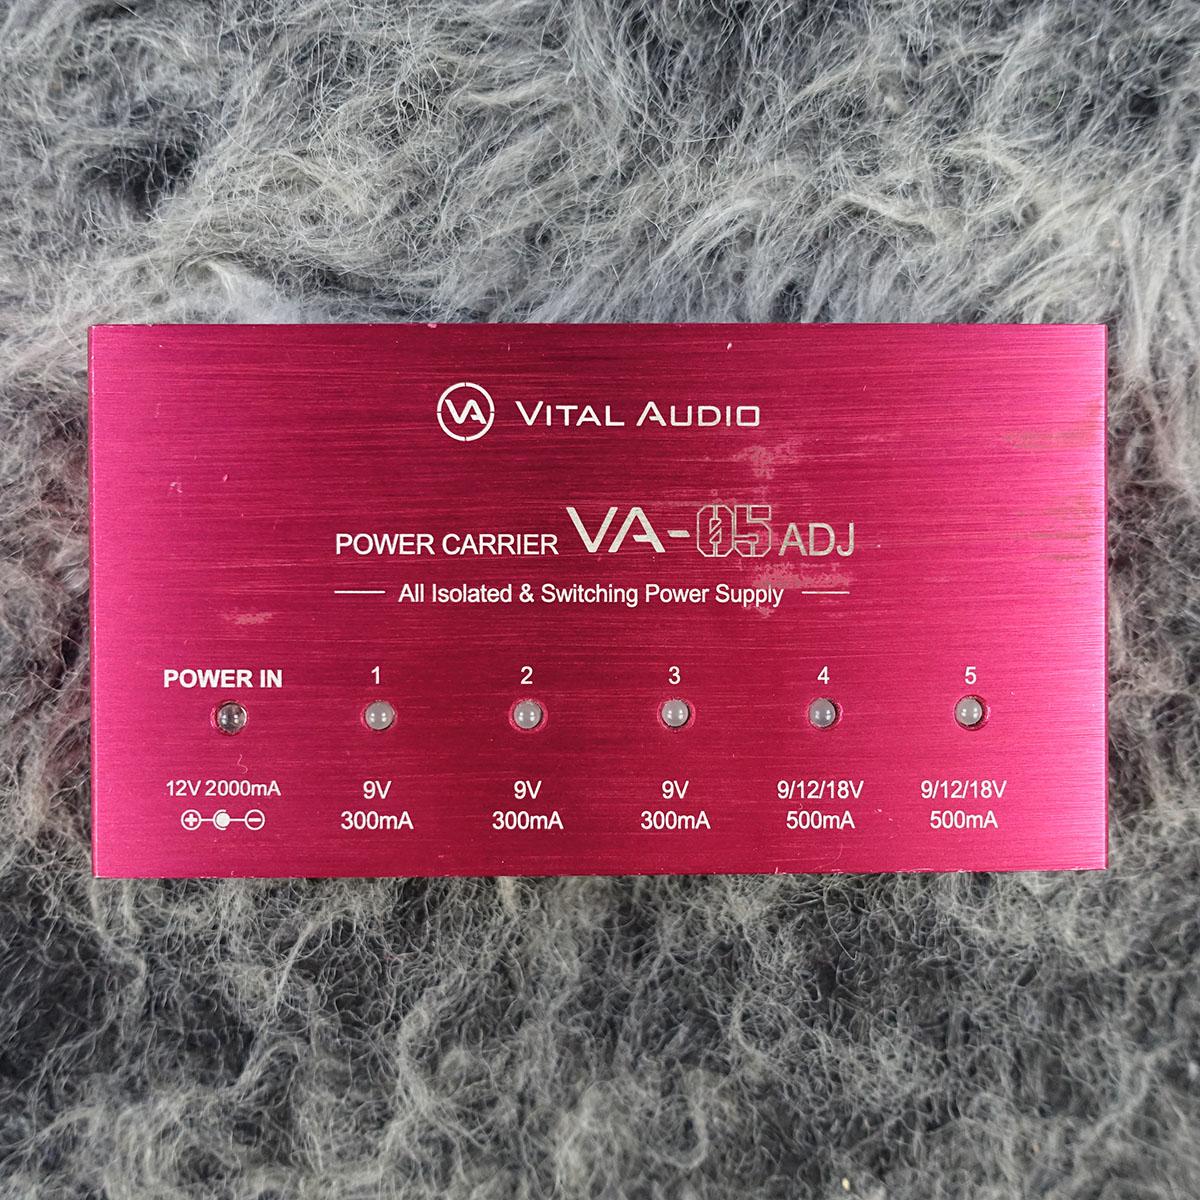 VA VITAL AUDIO
POWER CARRIER VA-05 ADJ
All Isolated & Switching Power Supply
POWER IN 1 2 3 4 5
12V 2000mA 9V 9V 9V 9/12/18V 9/12/18V
300mA 300mA 300mA 500mA 500mA